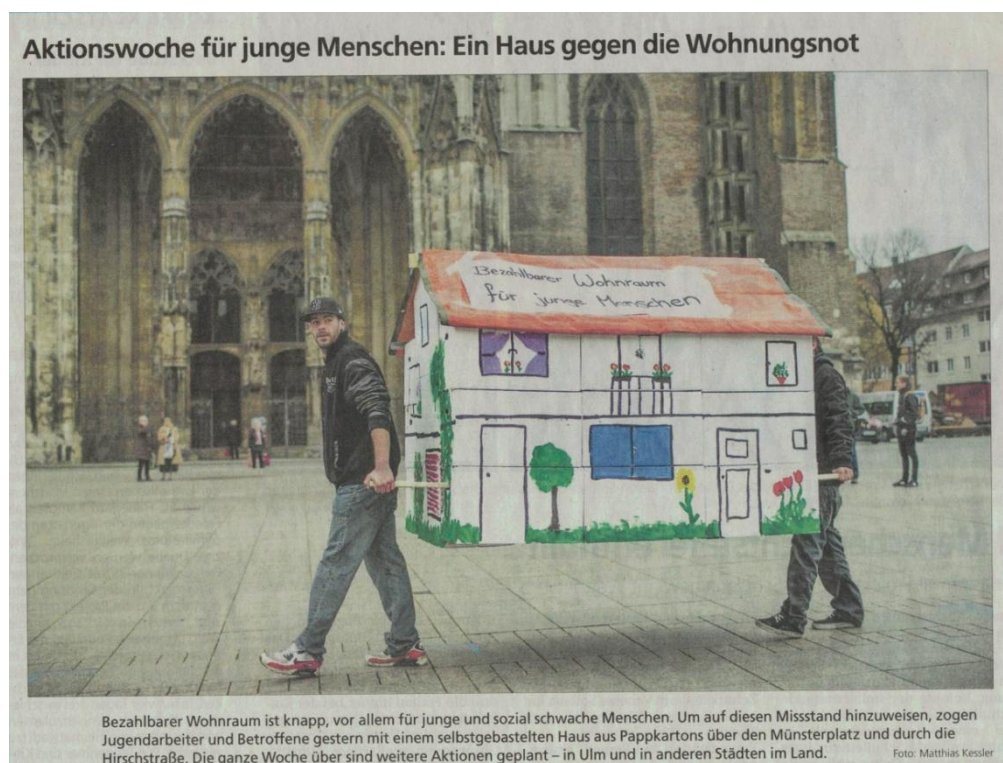 Aktionswoche für junge Menschen: Ein Haus gegen die Wohnungsnot
Bezahlbarer Wohnraum
für junge Menschen
Bezahlbarer Wohnraum ist knapp, vor allem für junge und sozial schwache Menschen. Um auf diesen Missstand hinzuweisen, zogen
Jugendarbeiter und Betroffene gestern mit einem selbstgebastelten Haus aus Pappkartons über den Münsterplatz und durch die
Hirschstraße. Die ganze Woche über sind weitere Aktionen geplant – in Ulm und in anderen Städten im Land.
Foto: Matthias Kessler